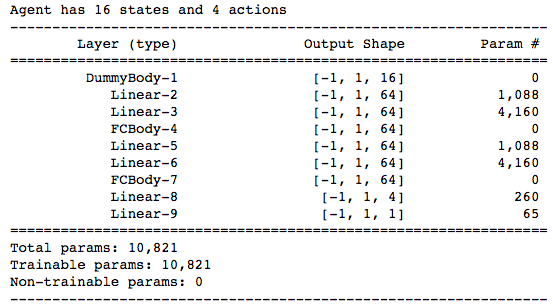 Agent has 16 states and 4 actions
----------------------------------------------------------------
Layer (type) Output Shape Param #
================================================================
DummyBody-1 [-1, 1, 16] 0
Linear-2 [-1, 1, 64] 1,088
Linear-3 [-1, 1, 64] 4,160
FCBody-4 [-1, 1, 64] 0
Linear-5 [-1, 1, 64] 1,088
Linear-6 [-1, 1, 64] 4,160
FCBody-7 [-1, 1, 64] 0
Linear-8 [-1, 1, 4] 260
Linear-9 [-1, 1, 1] 65
================================================================
Total params: 10,821
Trainable params: 10,821
Non-trainable params: 0
----------------------------------------------------------------